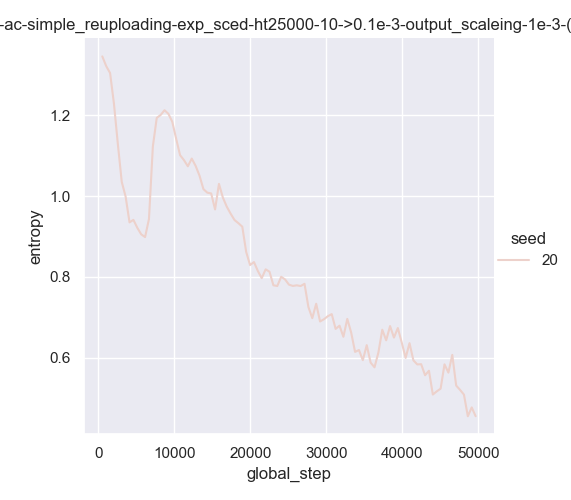 -ac-simple_reuploading-exp_sced-ht25000-10->0.1e-3-output_scaleing-1e-3-(
1.2
1.0
0.8
0.6
entropy
0
10000
20000
30000
40000
50000
global_step
seed
20